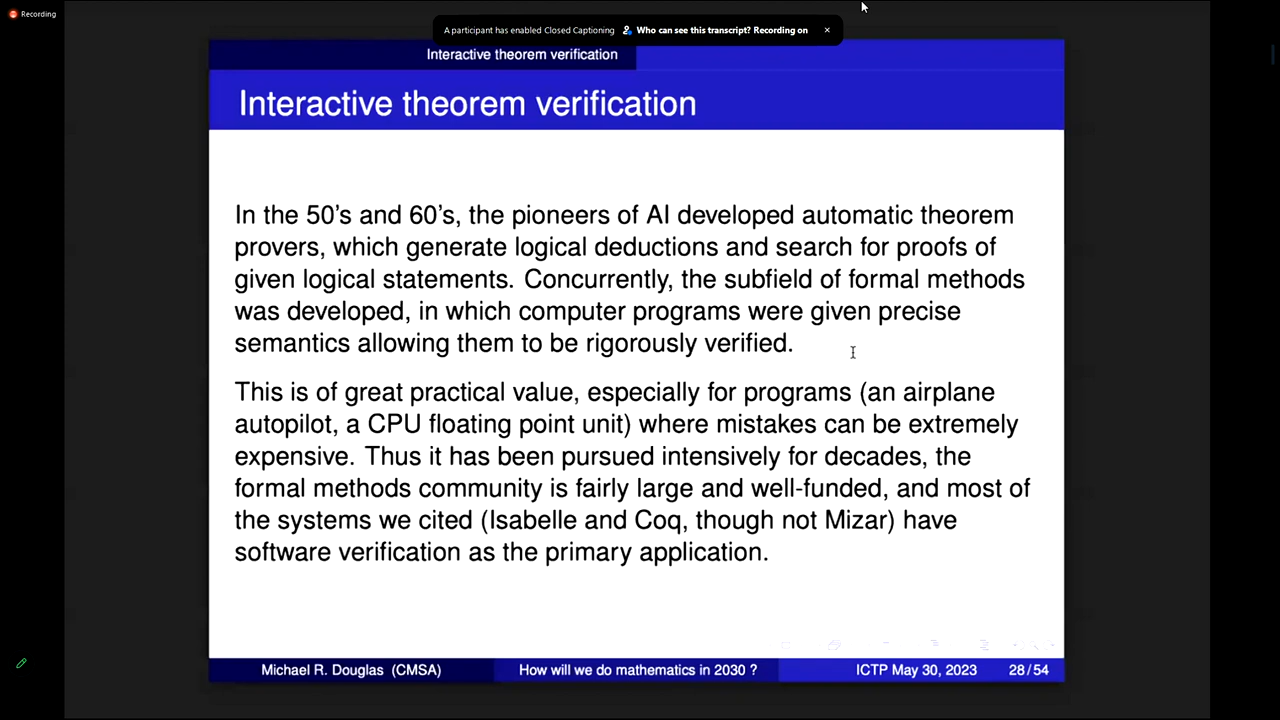 Recording
A participant has enabled Closed Captioning Who can see this transcript? Recording on
Interactive theorem verification
Interactive theorem verification
In the 50's and 60's, the pioneers of AI developed automatic theorem
provers, which generate logical deductions and search for proofs of
given logical statements. Concurrently, the subfield of formal methods
was developed, in which computer programs were given precise
semantics allowing them to be rigorously verified.
This is of great practical value, especially for programs (an airplane
autopilot, a CPU floating point unit) where mistakes can be extremely
expensive. Thus it has been pursued intensively for decades, the
formal methods community is fairly large and well-funded, and most of
the systems we cited (Isabelle and Coq, though not Mizar) have
software verification as the primary application.
Michael R. Douglas (CMSA) How will we do mathematics in 2030 ? ICTP May 30, 2023 28 / 54